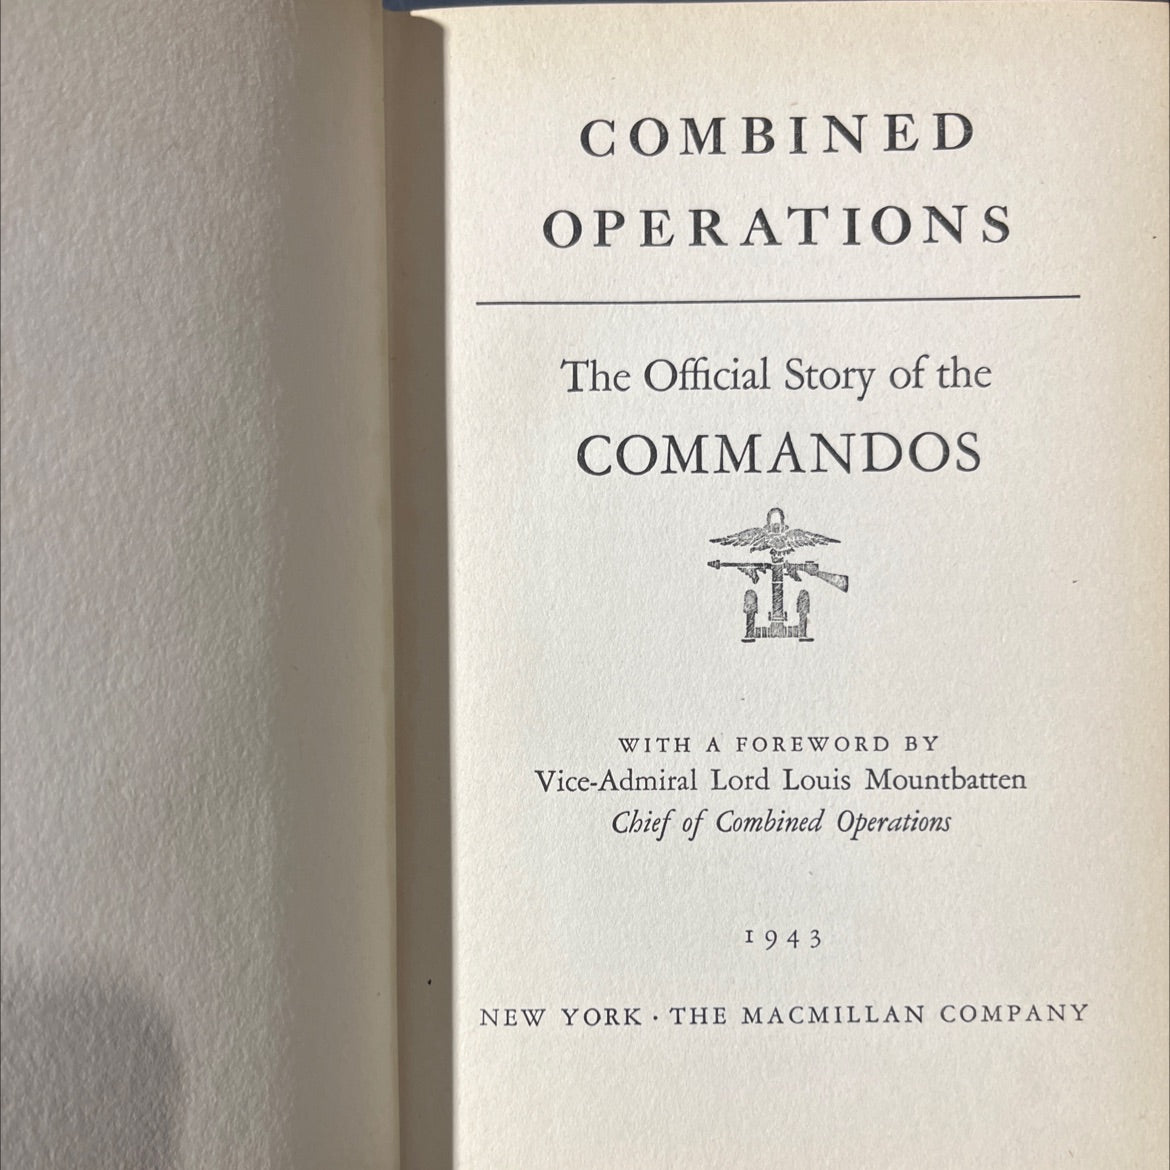 COMBINED
OPERATIONS
The Official Story of the
COMMANDOS
WITH A FOREWORD BY
Vice-Admiral Lord Louis Mountbatten
Chief of Combined Operations
1943
NEW YORK · THE MACMILLAN COMPANY